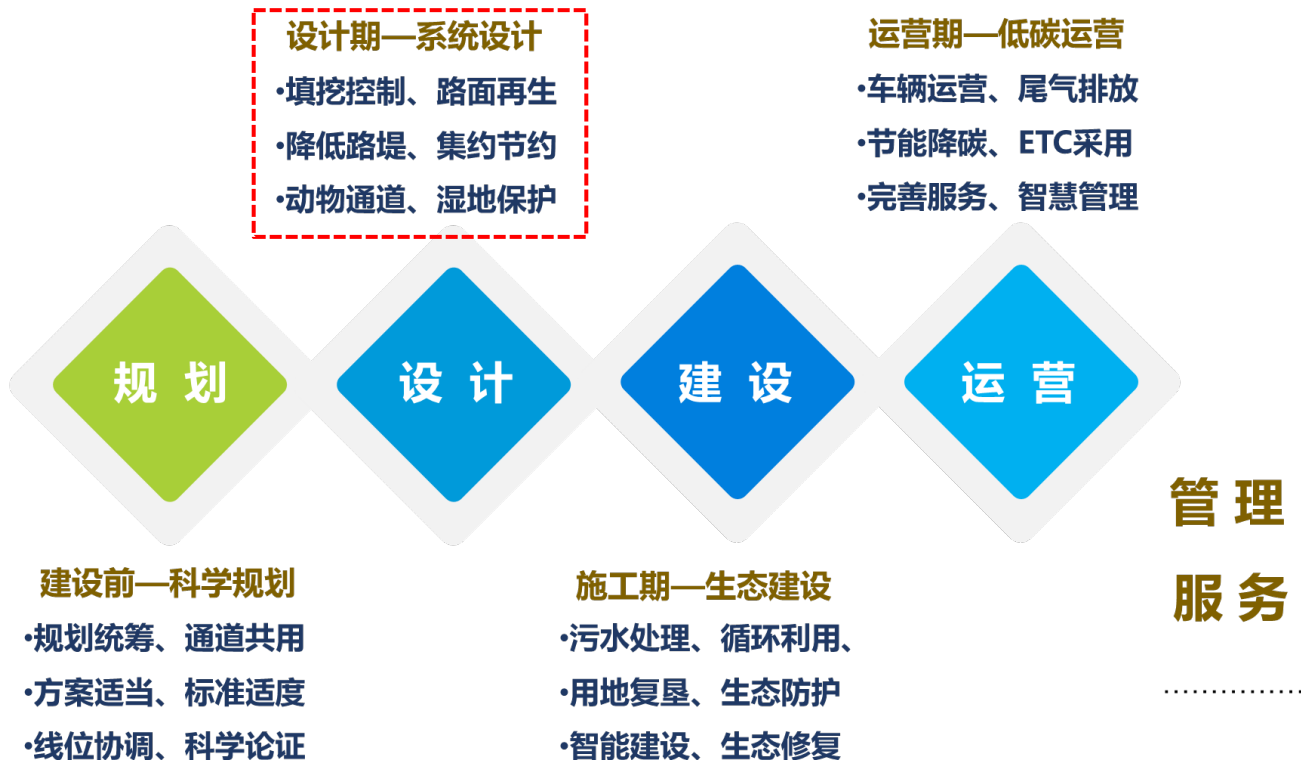 设计期—系统设计
•填挖控制、路面再生
•降低路堤、集约节约
•动物通道、湿地保护
运营期—低碳运营
•车辆运营、尾气排放
•节能降碳、ETC采用
•完善服务、智慧管理
规 划
设 计
建 设
运 营
管 理
服 务
建设前—科学规划
•规划统筹、通道共用
•方案适当、标准适度
•线位协调、科学论证
施工期—生态建设
•污水处理、循环利用、
•用地复垦、生态防护
•智能建设、生态修复
……………